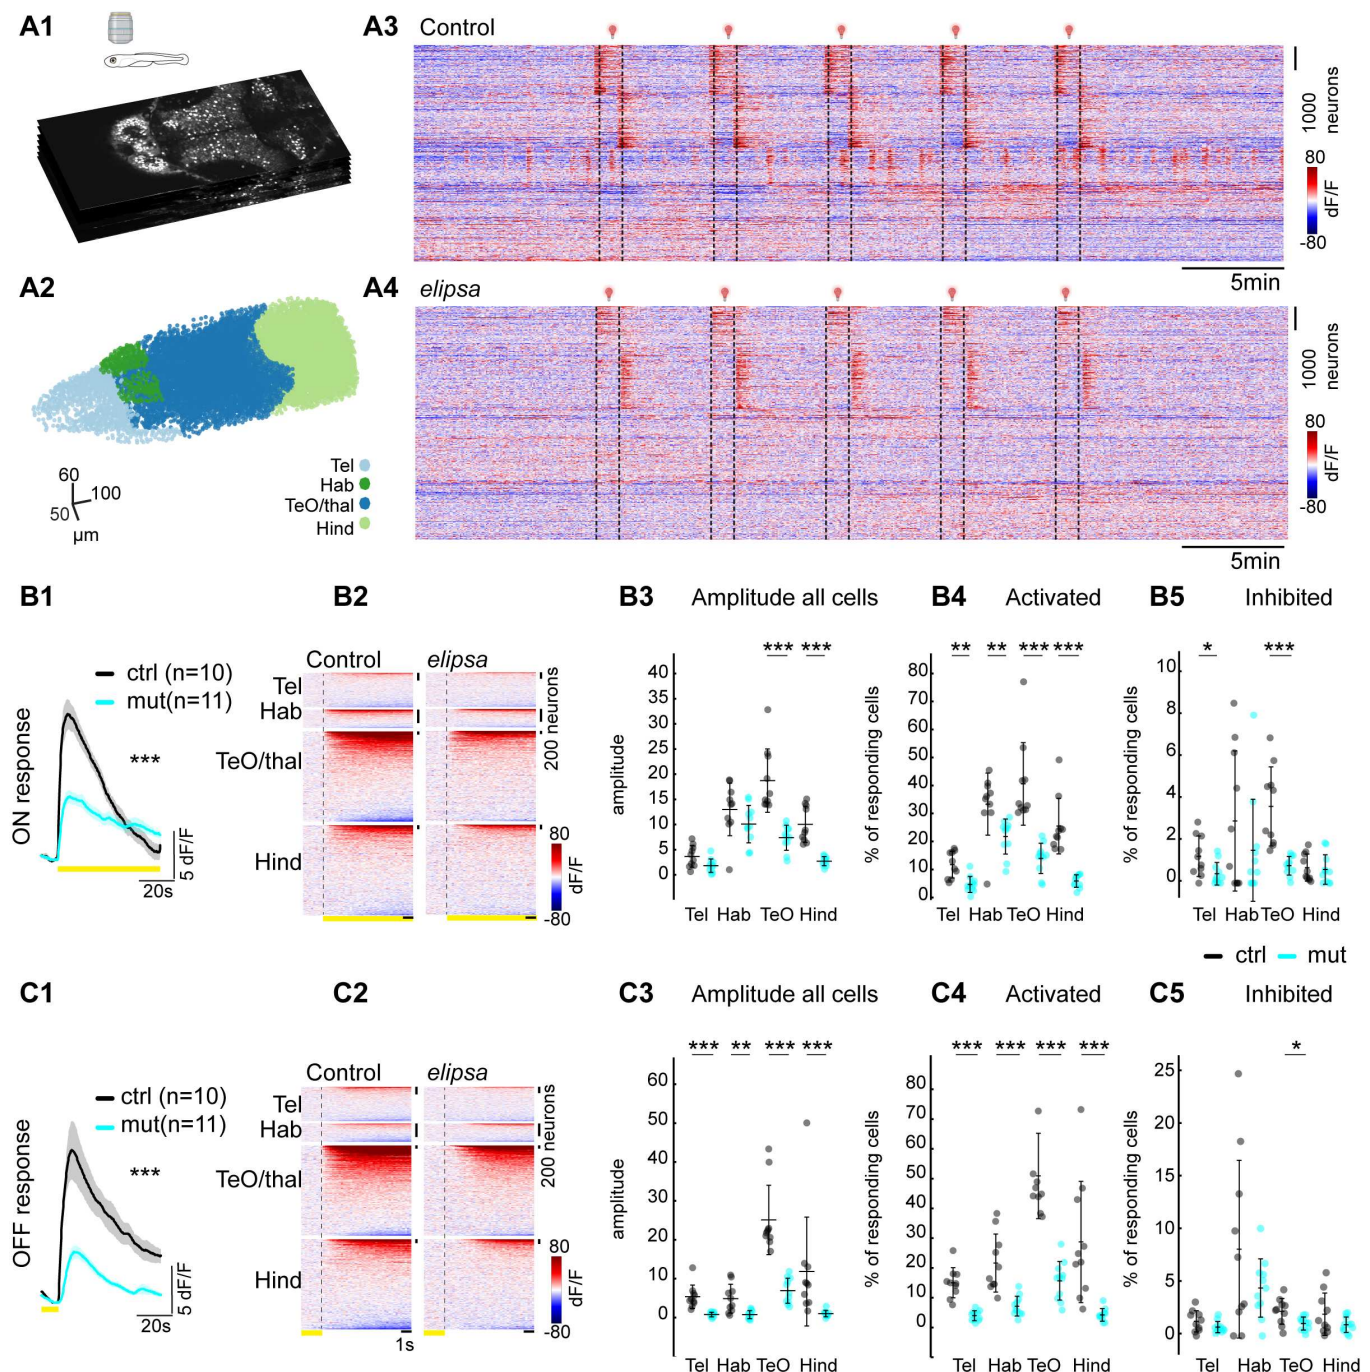 A1
A2
60
100
50
µm
Tel
Hab
TeO/thal
Hind
A3 Control
1000
neurons
80
dF/F
-80
5min
A4 elipsa
1000
neurons
80
dF/F
-80
5min
B1
ctrl (n=10)
mut(n=11)
***
ON response
5 dF/F
20s
B2
Control
elipsa
Tel
Hab
TeO/thal
Hind
200 neurons
80
dF/F
-80
B3 Amplitude all cells
*** ***
amplitude
40
35
30
25
20
15
10
5
0
Tel Hab TeO Hind
B4 Activated
** ** *** ***
% of responding cells
80
70
60
50
40
30
20
10
0
Tel Hab TeO Hind
B5 Inhibited
* ***
% of responding cells
10
8
6
4
2
0
Tel Hab TeO Hind
ctrl mut
C1
ctrl (n=10)
mut(n=11)
***
OFF response
5 dF/F
20s
C2
Control
elipsa
Tel
Hab
TeO/thal
Hind
200 neurons
80
dF/F
-80
1s
C3 Amplitude all cells
*** ** *** ***
amplitude
60
50
40
30
20
10
0
Tel Hab TeO Hind
C4 Activated
*** *** *** ***
% of responding cells
80
70
60
50
40
30
20
10
0
Tel Hab TeO Hind
C5 Inhibited
*
% of responding cells
25
20
15
10
5
0
Tel Hab TeO Hind